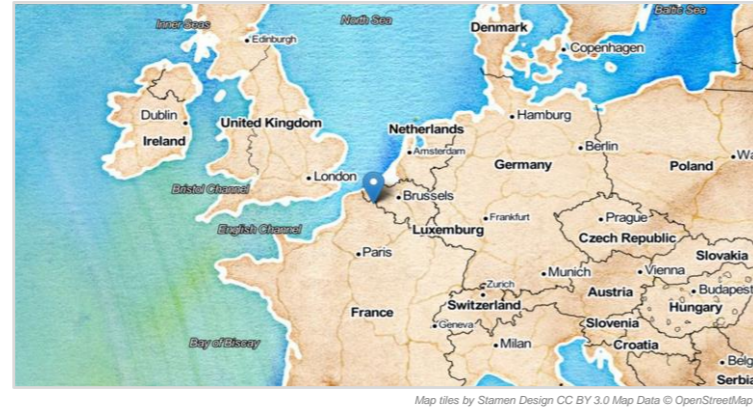 Inner Seas
North Sea
Baltic Sea
Denmark
Edinburgh
Copenhagen
Dublin
Ireland
United Kingdom
Netherlands
Amsterdam
Hamburg
Berlin
Germany
Poland
Wa
London
Bristol Channel
Brussels
English Channel
Luxemburg
Frankfurt
Prague
Czech Republic
Slovakia
Paris
Munich
Vienna
Zurich
Austria
Budapest
Switzerland
Hungary
France
Geneva
Slovenia
Bay of Biscay
Milan
Croatia
Belg
Serbia
Map tiles by Stamen Design CC BY 3.0 Map Data © OpenStreetMap